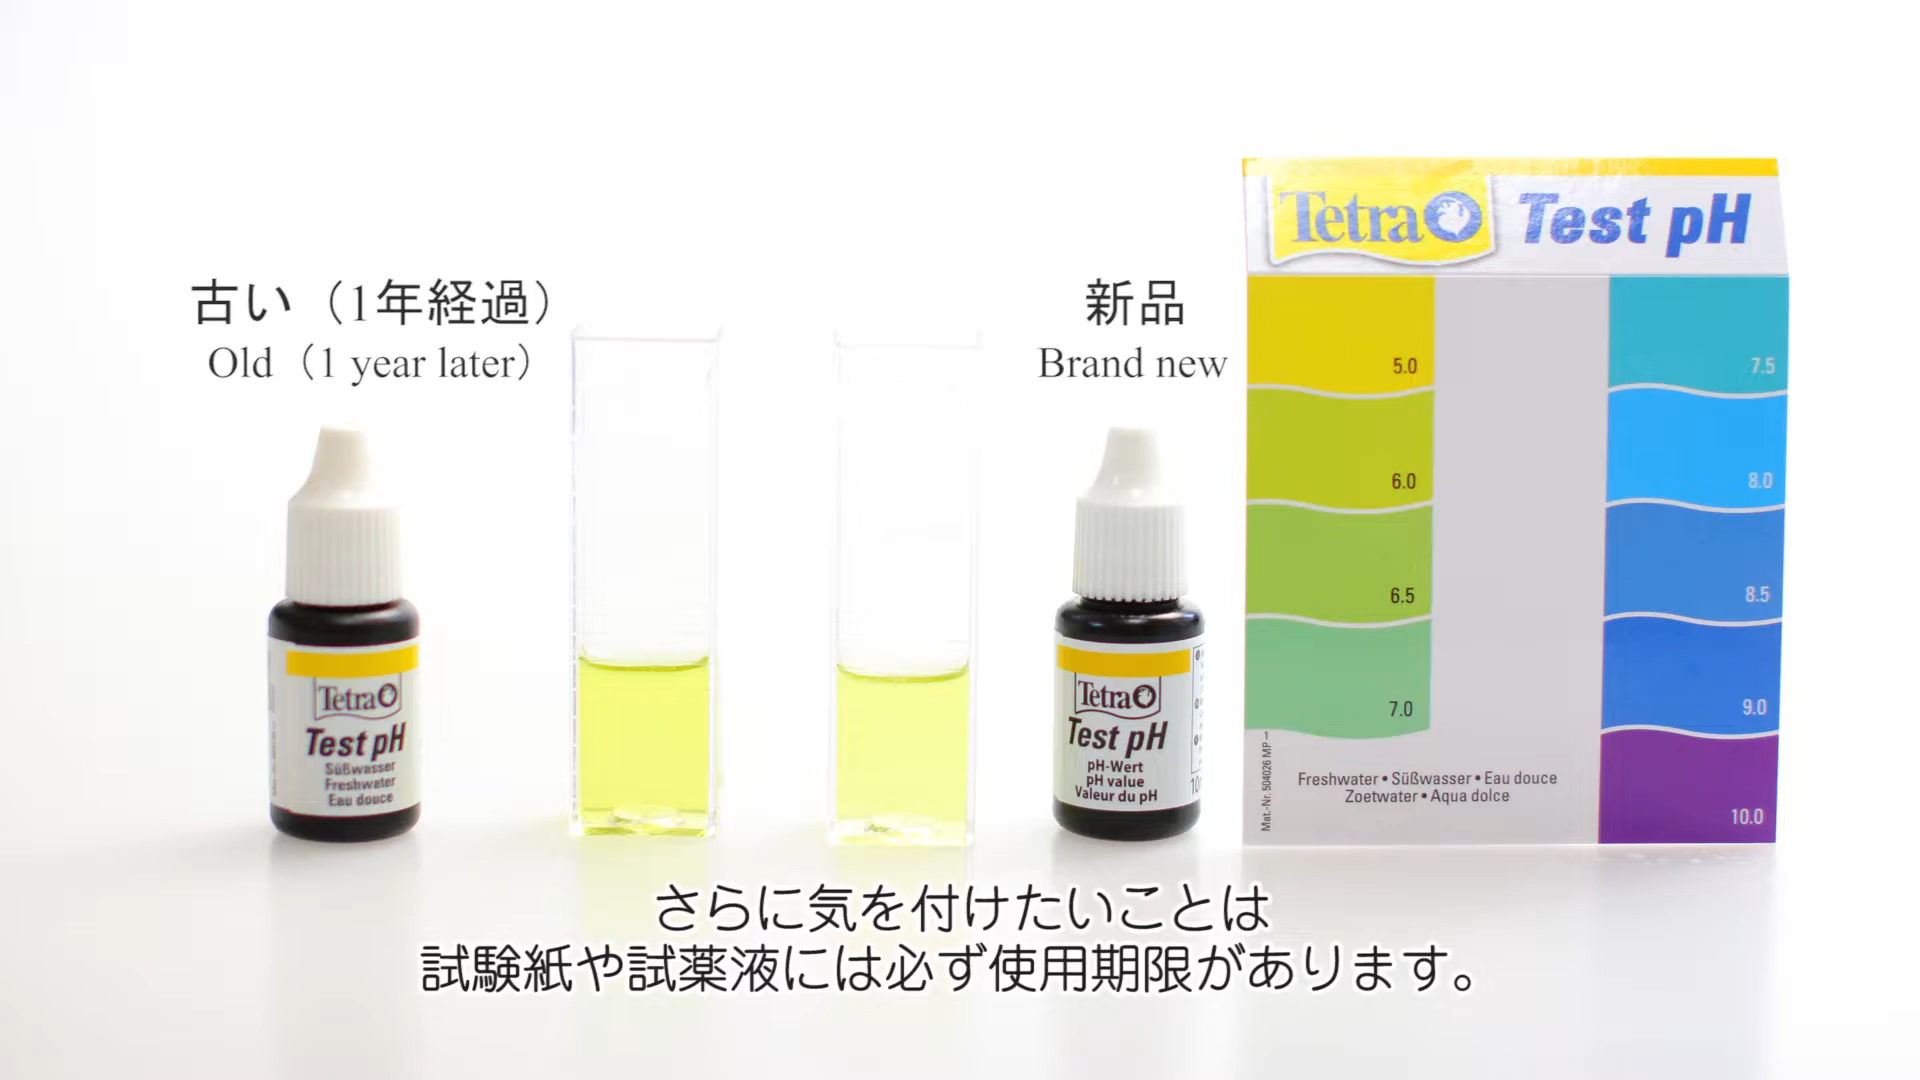 古い（1年経過）
Old（1 year later）
新品
Brand new
Tetra Test pH
5.0
6.0
6.5
7.0
7.5
8.0
8.5
9.0
10.0
Mat.-Nr. 504026 MP→
Freshwater • Süßwasser • Eau douce
Zoetwater • Aqua dolce
Tetra
Test pH
Süßwasser
Freshwater
Eau douce
Tetra
Test pH
pH-Wert
pH value
Valeur du pH
さらに気を付けたいことは
試験紙や試薬液には必ず使用期限があります。